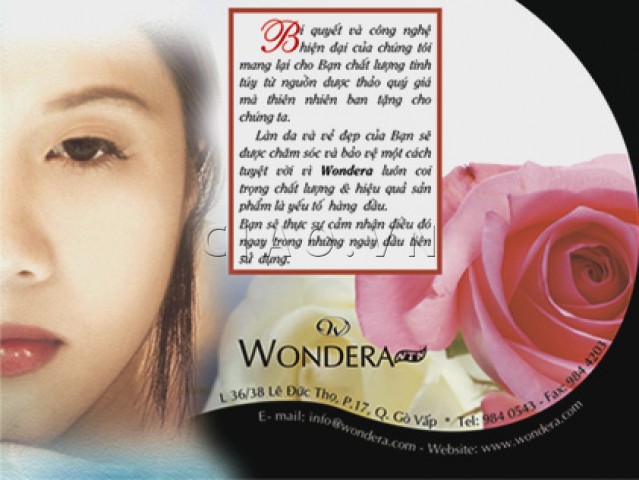 Bí quyết và công nghệ
hiện đại của chúng tôi
mang lại cho Bạn chất lượng tinh
túy từ nguồn dược thảo quý giá
mà thiên nhiên ban tặng cho
chúng ta.
Làn da và vẻ đẹp của Bạn sẽ
được chăm sóc và bảo vệ một cách
tuyệt vời vì Wondera luôn coi
trọng chất lượng & hiệu quả sản
phẩm là yếu tố hàng đầu.
Bạn sẽ thực sự cảm nhận điều đó
ngay trong những ngày đầu tiên
sử dụng.
W
WONDERA NTN
L 36/38 Lê Đức Thọ, P.17, Q. Gò Vấp * Tel: 984 0543 - Fax: 984 4203
E- mail: info@wondera.com - Website: www.wondera.com